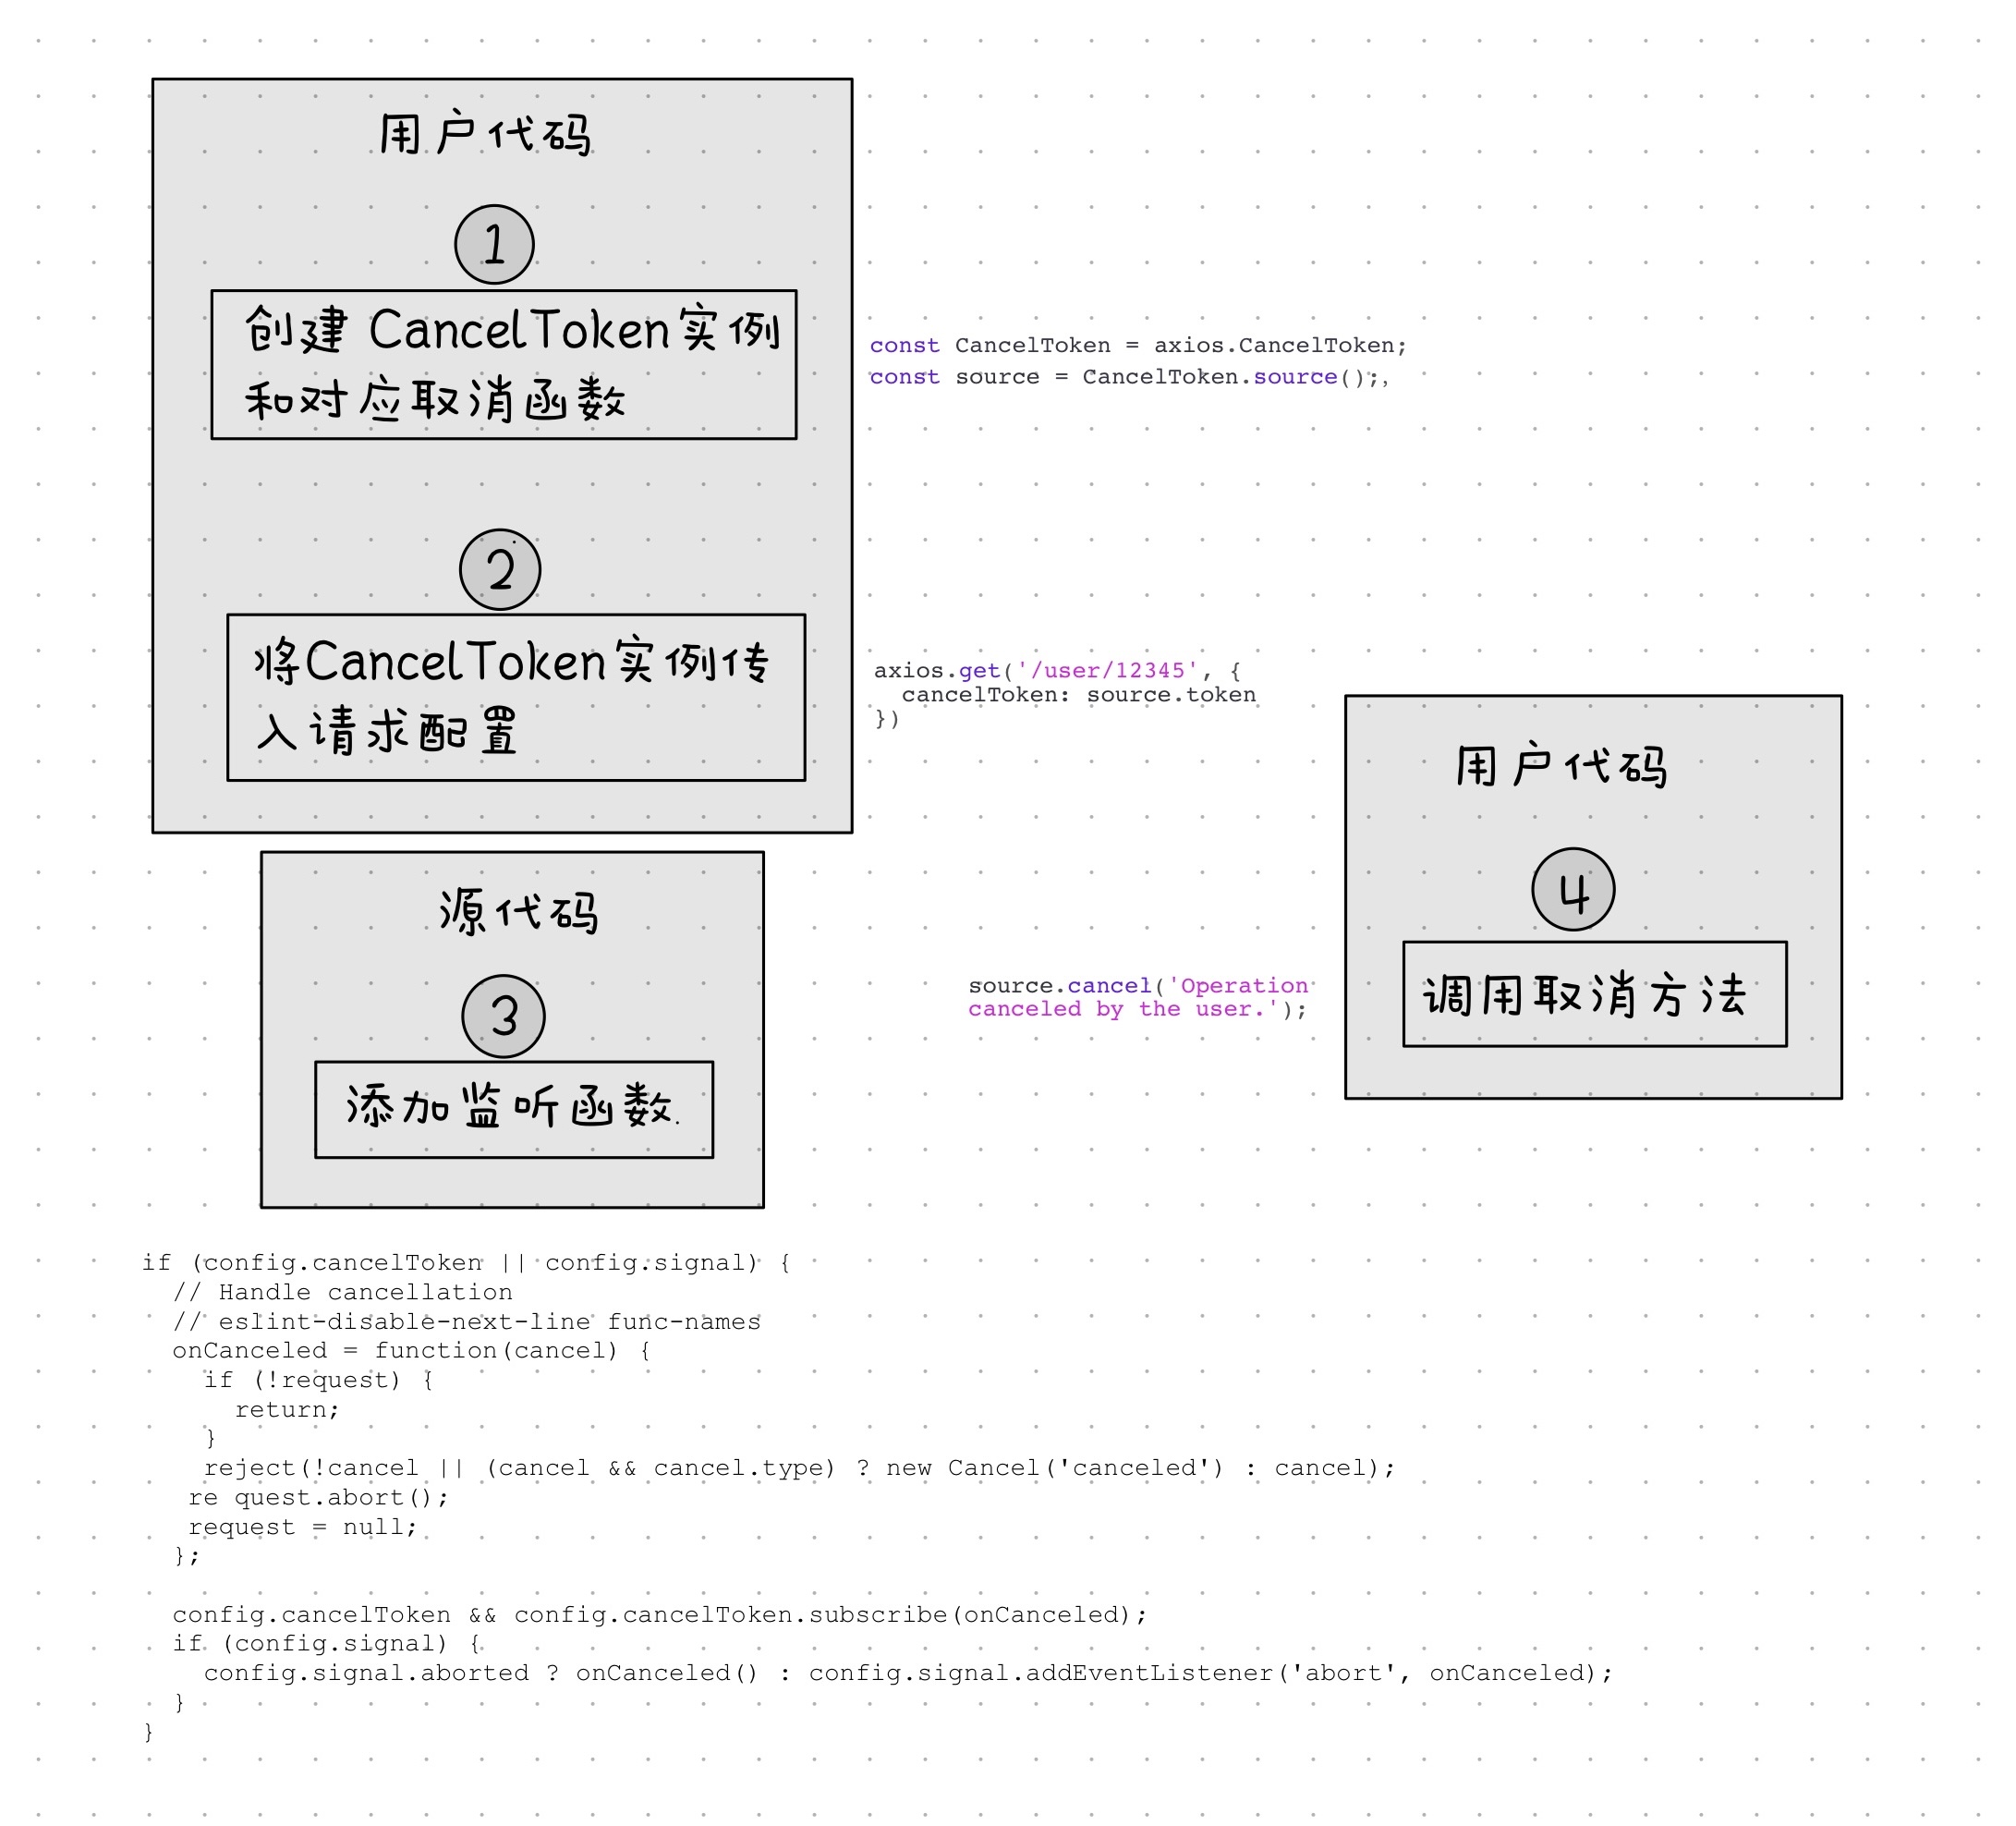 用户代码
1
创建 CancelToken实例
和对应取消函数
const CancelToken = axios.CancelToken;
const source = CancelToken.source();,
2
将CancelToken实例传
入请求配置
axios.get('/user/12345', {
  cancelToken: source.token
})
源代码
3
添加监听函数.
用户代码
4
调用取消方法
source.cancel('Operation
canceled by the user.');
if (config.cancelToken || config.signal) {
  // Handle cancellation
  // eslint-disable-next-line func-names
  onCanceled = function(cancel) {
    if (!request) {
      return;
    }
    reject(!cancel || (cancel && cancel.type) ? new Cancel('canceled') : cancel);
   re quest.abort();
   request = null;
  };
  config.cancelToken && config.cancelToken.subscribe(onCanceled);
  if (config.signal) {
    config.signal.aborted ? onCanceled() : config.signal.addEventListener('abort', onCanceled);
  }
}